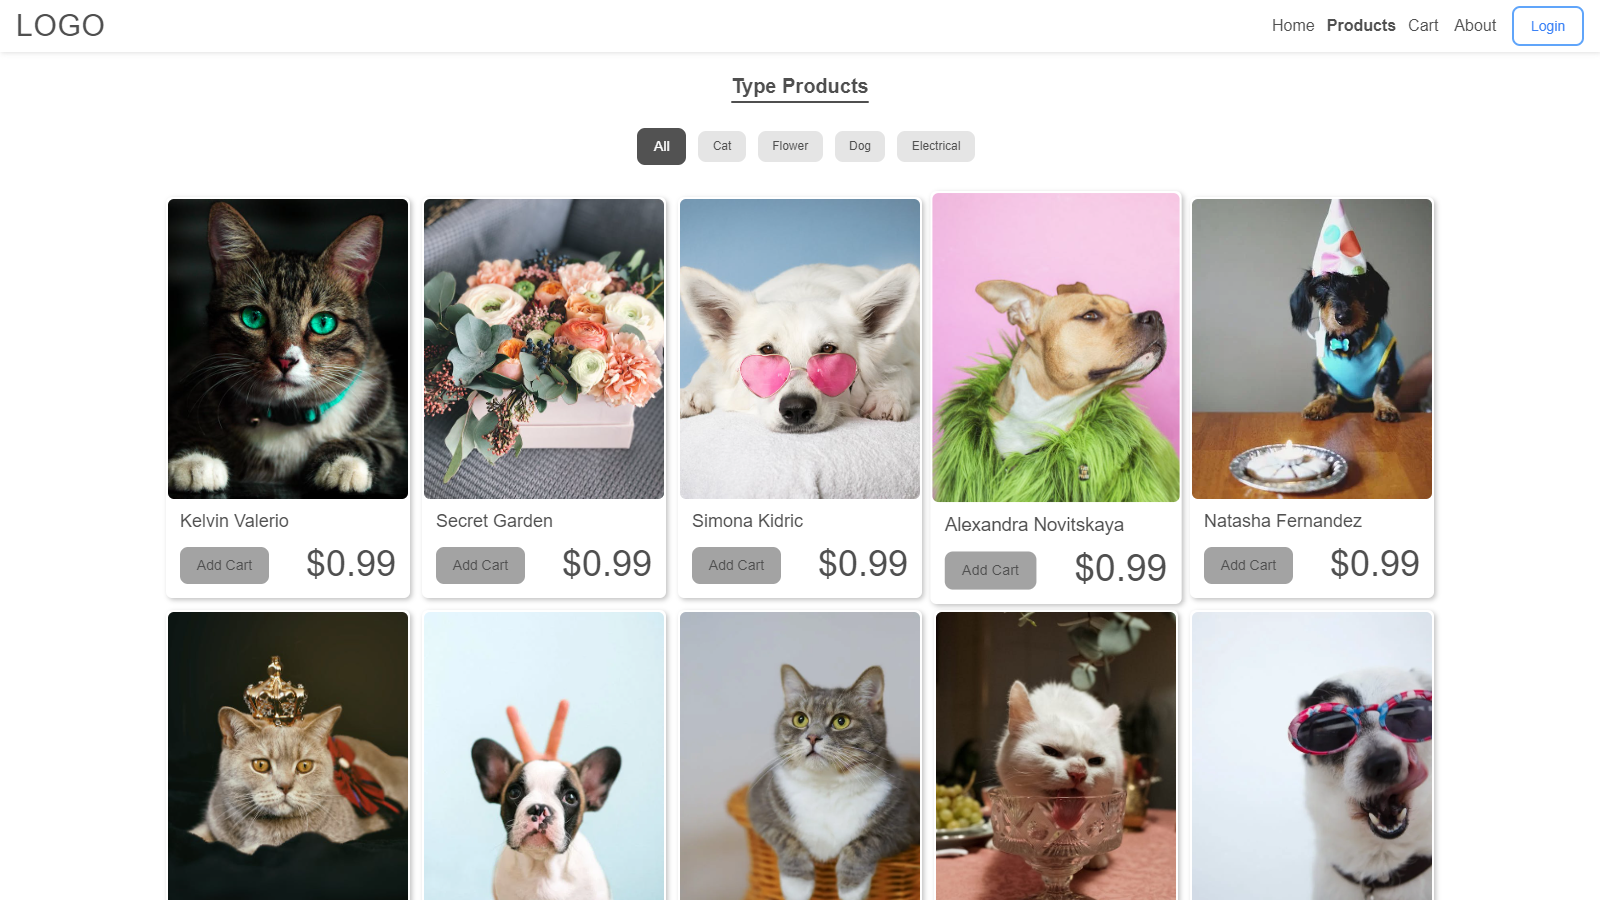 LOGO
Home Products Cart About Login
Type Products
All Cat Flower Dog Electrical
Kelvin Valerio
Add Cart $0.99
Secret Garden
Add Cart $0.99
Simona Kidric
Add Cart $0.99
Alexandra Novitskaya
Add Cart $0.99
Natasha Fernandez
Add Cart $0.99